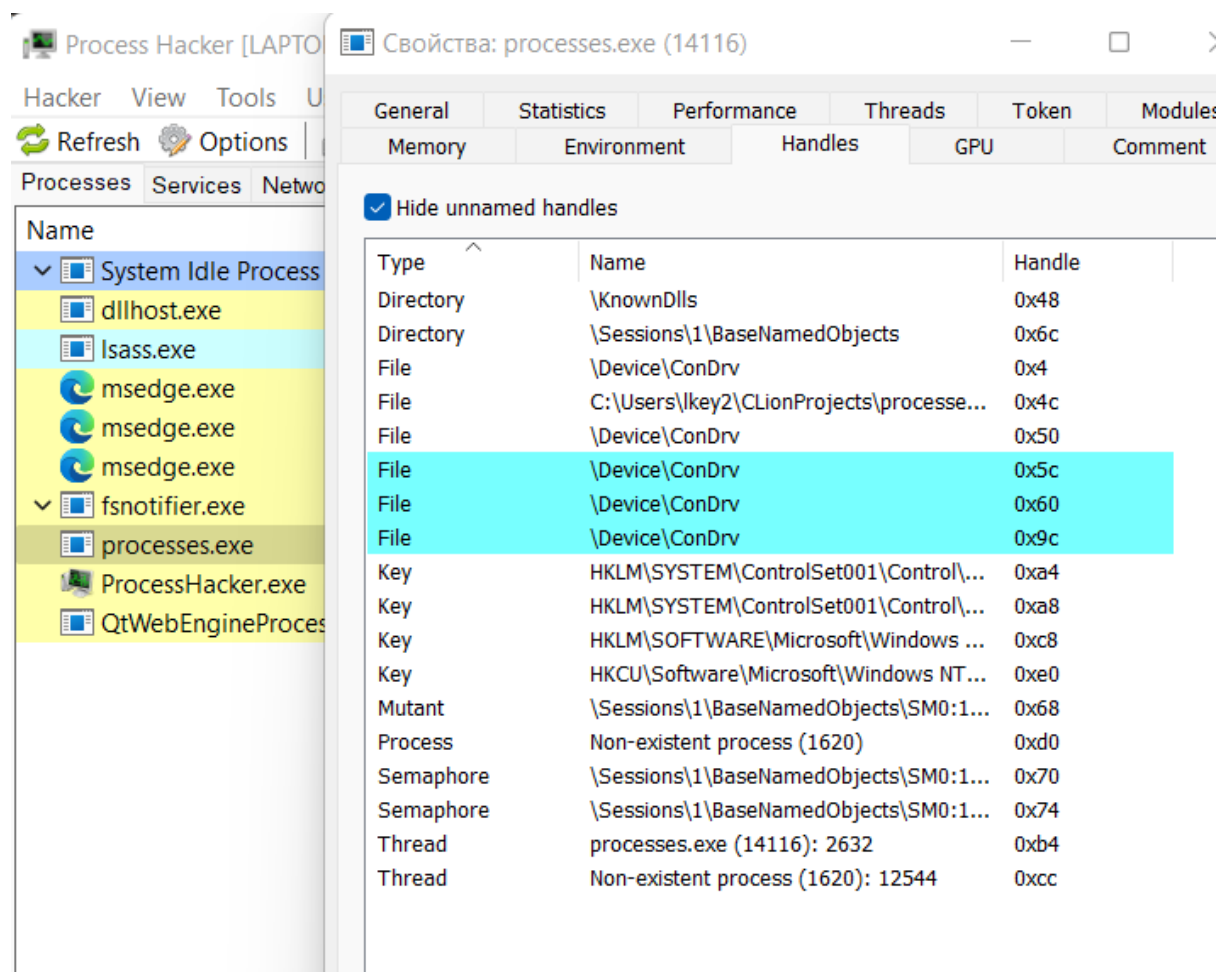 Process Hacker [LAPTO
Hacker View Tools U
Refresh Options
Processes Services Netwo
Name
System Idle Process
dllhost.exe
lsass.exe
msedge.exe
msedge.exe
msedge.exe
fsnotifier.exe
processes.exe
ProcessHacker.exe
QtWebEngineProces
Свойства: processes.exe (14116)
General Statistics Performance Threads Token Modules
Memory Environment Handles GPU Comment
Hide unnamed handles
Type Name Handle
Directory \KnownDlls 0x48
Directory \Sessions\1\BaseNamedObjects 0x6c
File \Device\ConDrv 0x4
File C:\Users\lkey2\CLionProjects\processe... 0x4c
File \Device\ConDrv 0x50
File \Device\ConDrv 0x5c
File \Device\ConDrv 0x60
File \Device\ConDrv 0x9c
Key HKLM\SYSTEM\ControlSet001\Control\... 0xa4
Key HKLM\SYSTEM\ControlSet001\Control\... 0xa8
Key HKLM\SOFTWARE\Microsoft\Windows ... 0xc8
Key HKCU\Software\Microsoft\Windows NT... 0xe0
Mutant \Sessions\1\BaseNamedObjects\SM0:1... 0x68
Process Non-existent process (1620) 0xd0
Semaphore \Sessions\1\BaseNamedObjects\SM0:1... 0x70
Semaphore \Sessions\1\BaseNamedObjects\SM0:1... 0x74
Thread processes.exe (14116): 2632 0xb4
Thread Non-existent process (1620): 12544 0xcc